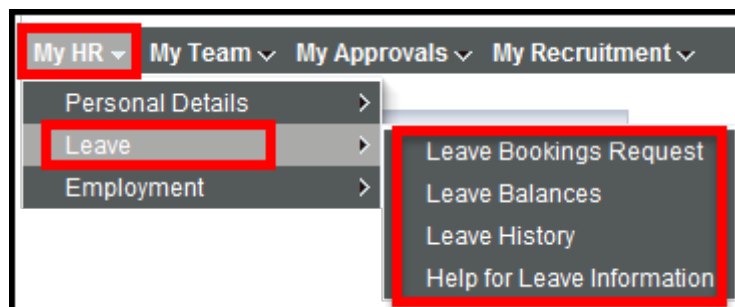 My HR My Team My Approvals My Recruitment
Personal Details
Leave
Employment
Leave Bookings Request
Leave Balances
Leave History
Help for Leave Information